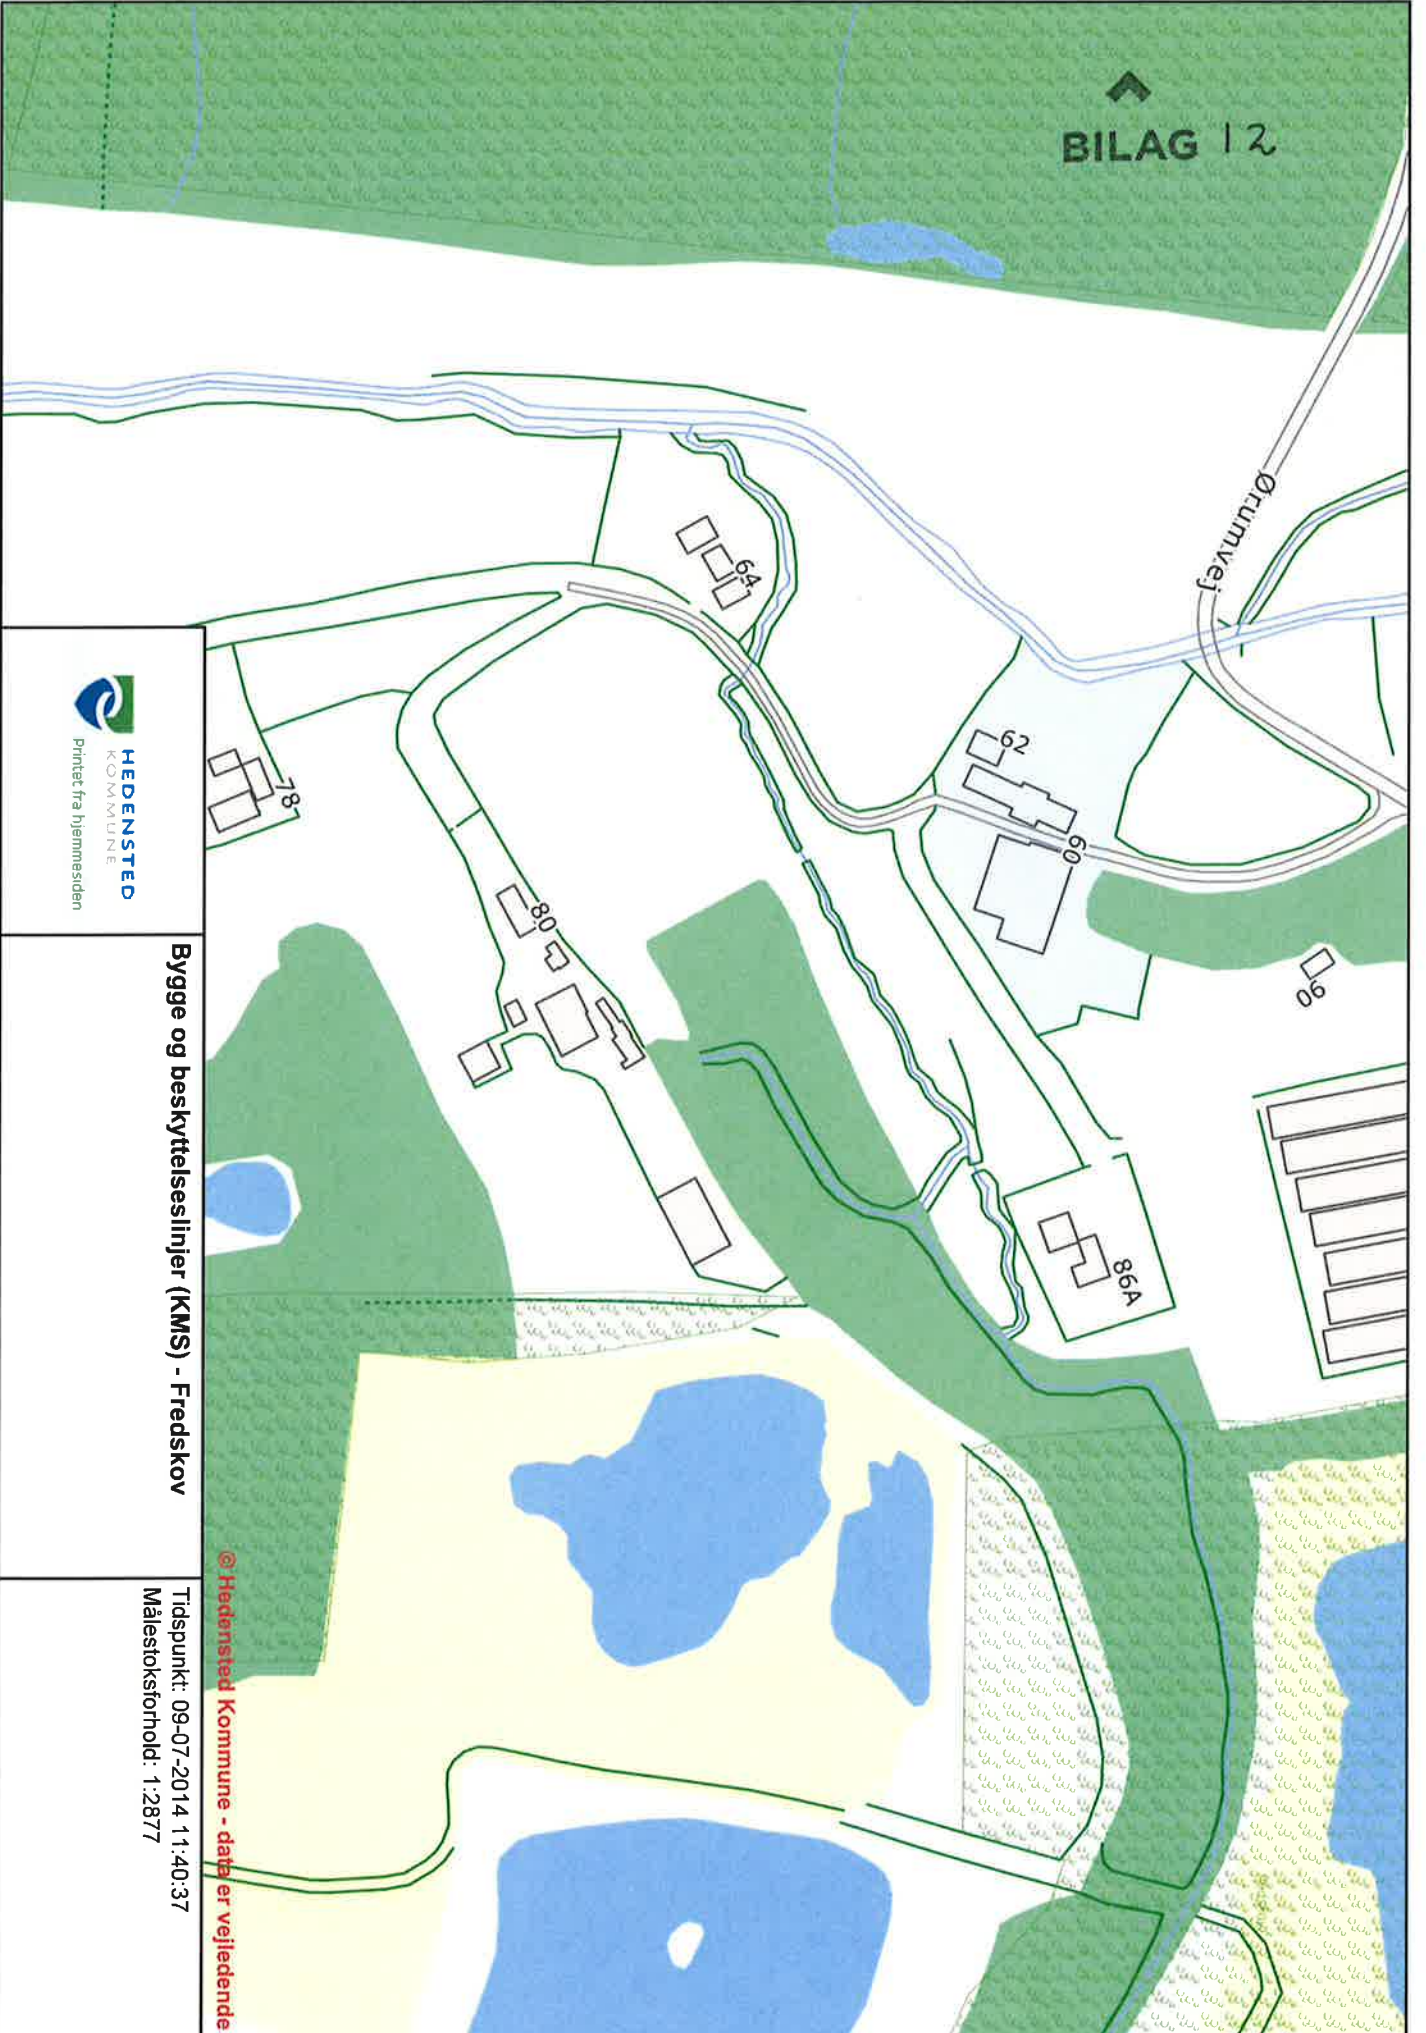 BILAG 12
Ørumvej
64
62
60
90
78
80
86A
HEDENSTED
KOMMUNE
Printet fra hjemmesiden
Bygge og beskyttelseslinjer (KMS) - Fredskov
Tidspunkt: 09-07-2014 11:40:37
Målestoksforhold: 1:2877
© Hedensted Kommune - data er vejledende